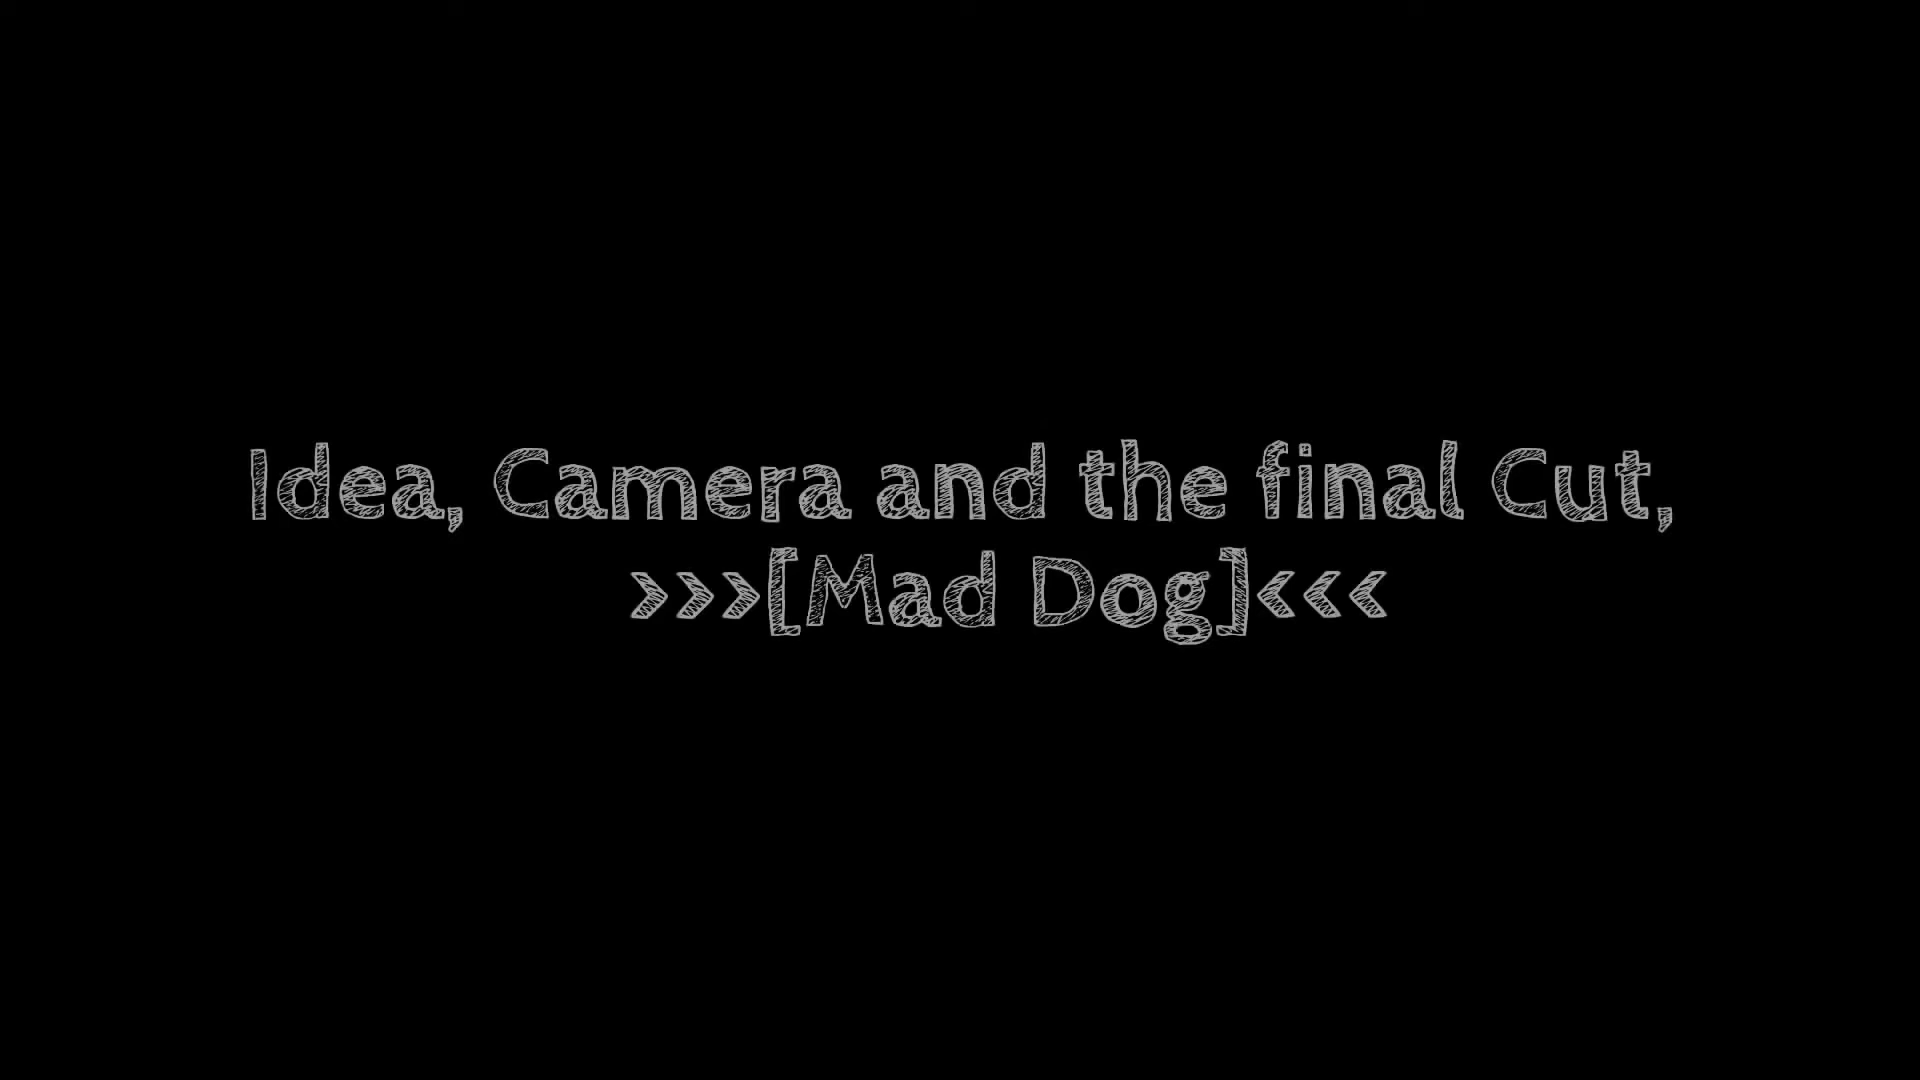 Idea, Camera and the final Cut,
>>>[Mad Dog]<<<